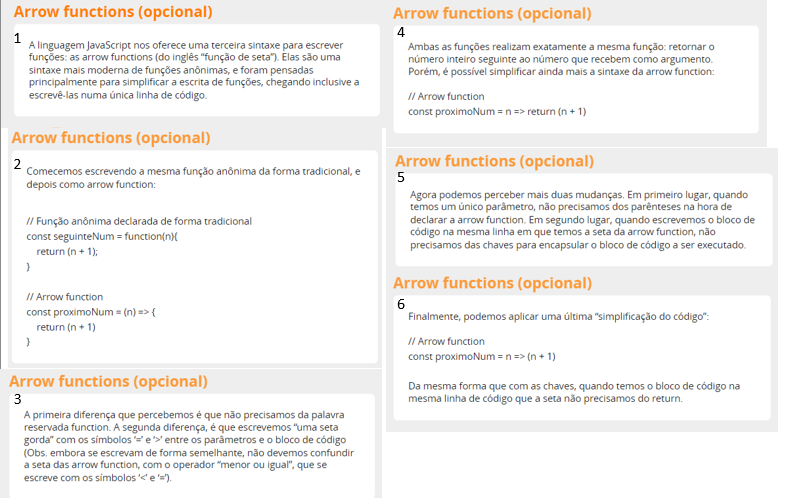 Arrow functions (opcional)
1
A linguagem JavaScript nos oferece uma terceira sintaxe para escrever
funções: as arrow functions (do inglês “função de seta”). Elas são uma
sintaxe mais moderna de funções anônimas, e foram pensadas
principalmente para simplificar a escrita de funções, chegando inclusive a
escrevê-las numa única linha de código.
Arrow functions (opcional)
2
Comecemos escrevendo a mesma função anônima da forma tradicional, e
depois como arrow function:
// Função anônima declarada de forma tradicional
const seguinteNum = function(n){
return (n + 1);
}
// Arrow function
const proximoNum = (n) => {
return (n + 1)
}
Arrow functions (opcional)
3
A primeira diferença que percebemos é que não precisamos da palavra
reservada function. A segunda diferença, é que escrevemos “uma seta
gorda” com os símbolos ‘=’ e ‘>’ entre os parâmetros e o bloco de código
(Obs. embora se escrevam de forma semelhante, não devemos confundir
a seta das arrow function, com o operador “menor ou igual”, que se
escreve com os símbolos ‘<’ e ‘=’).
Arrow functions (opcional)
4
Ambas as funções realizam exatamente a mesma função: retornar o
número inteiro seguinte ao número que recebem como argumento.
Porém, é possível simplificar ainda mais a sintaxe da arrow function:
// Arrow function
const proximoNum = n => return (n + 1)
Arrow functions (opcional)
5
Agora podemos perceber mais duas mudanças. Em primeiro lugar, quando
temos um único parâmetro, não precisamos dos parênteses na hora de
declarar a arrow function. Em segundo lugar, quando escrevemos o bloco de
código na mesma linha em que temos a seta da arrow function, não
precisamos das chaves para encapsular o bloco de código a ser executado.
Arrow functions (opcional)
6
Finalmente, podemos aplicar uma última “simplificação do código”:
// Arrow function
const proximoNum = n => (n + 1)
Da mesma forma que com as chaves, quando temos o bloco de código na
mesma linha de código que a seta não precisamos do return.